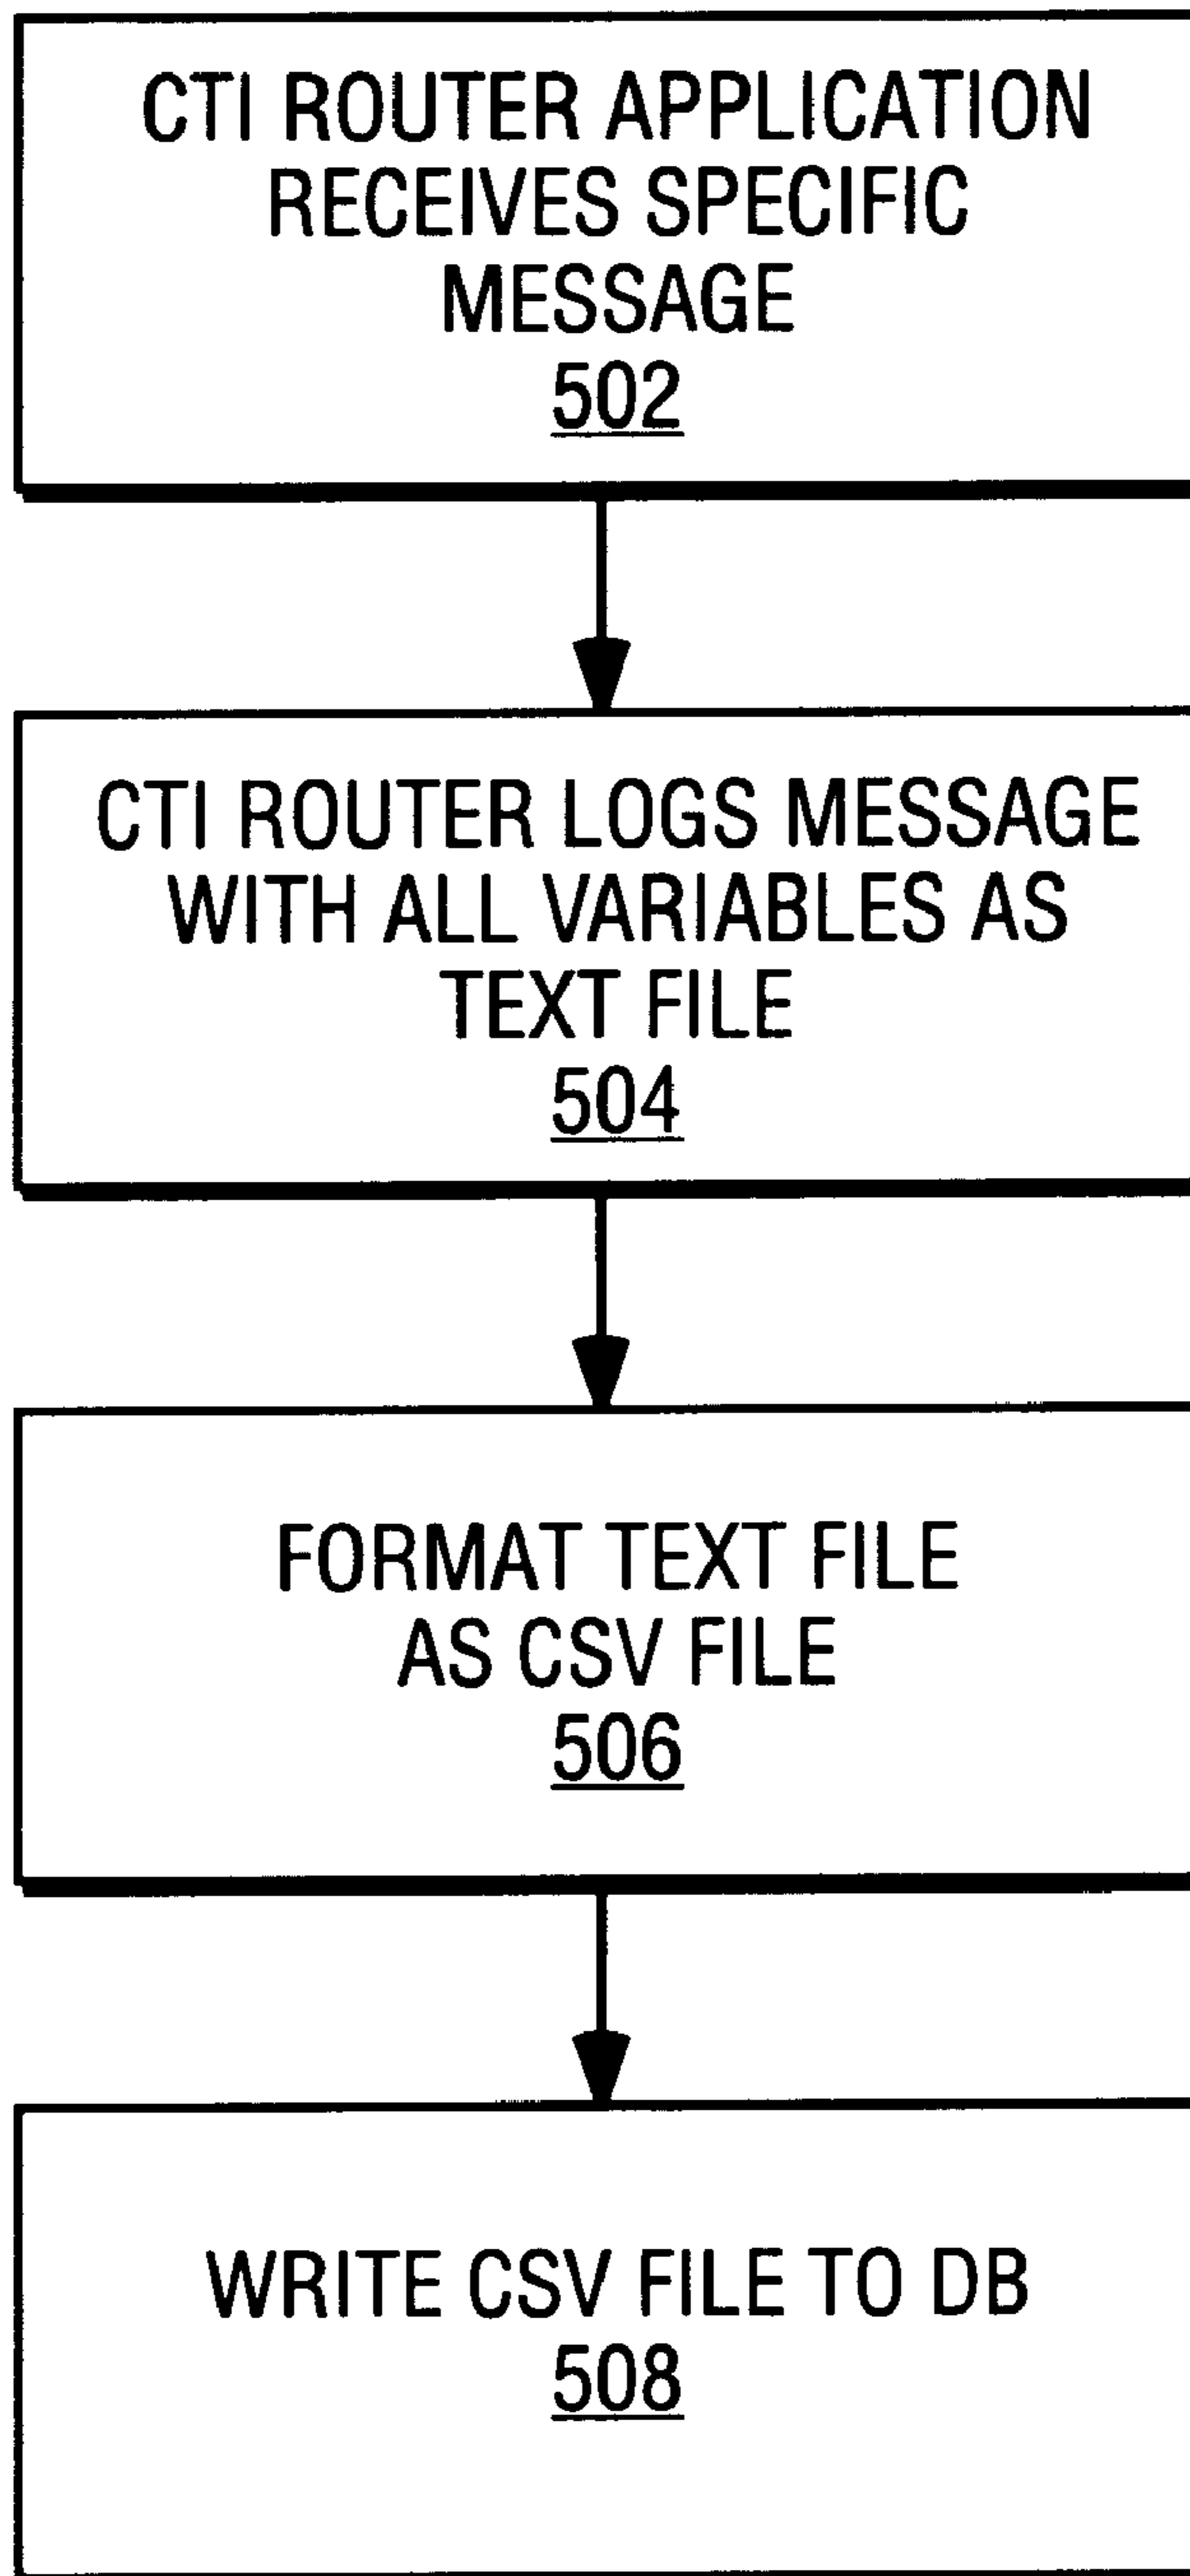 CTI ROUTER APPLICATION
RECEIVES SPECIFIC
MESSAGE
502
CTI ROUTER LOGS MESSAGE
WITH ALL VARIABLES AS
TEXT FILE
504
FORMAT TEXT FILE
AS CSV FILE
506
WRITE CSV FILE TO DB
508